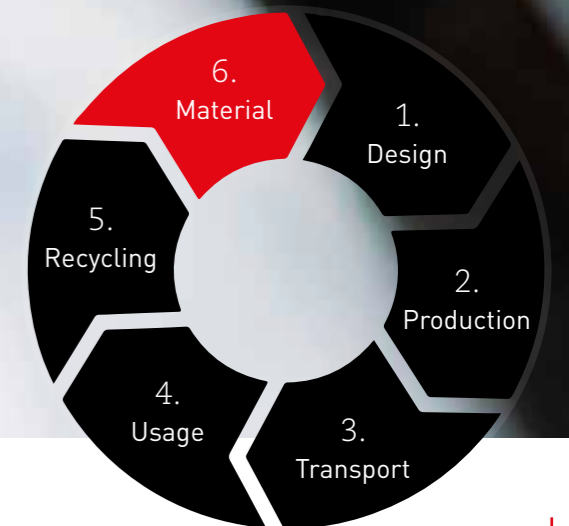 1.
Design
2.
Production
3.
Transport
4.
Usage
5.
Recycling
6.
Material